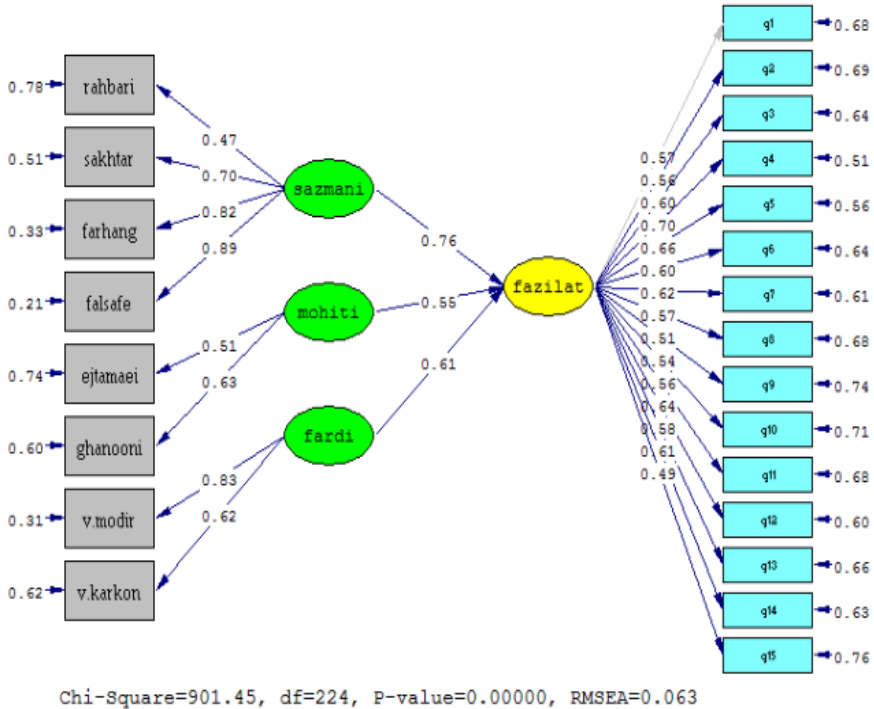 0.78
rahbari
0.51
sakhtar
0.33
farhang
0.21
falsafe
0.74
ejtamaei
0.60
ghanooni
0.31
v.modir
0.62
v.karkon
0.47
0.70
0.82
0.89
0.51
0.63
0.83
0.62
sazmani
mohiti
fardi
0.76
0.55
0.61
fazilat
0.57
0.56
0.60
0.70
0.66
0.60
0.62
0.57
0.51
0.54
0.56
0.64
0.58
0.61
0.49
q1
0.68
q2
0.69
q3
0.64
q4
0.51
q5
0.56
q6
0.64
q7
0.61
q8
0.68
q9
0.74
q10
0.71
q11
0.68
q12
0.60
q13
0.66
q14
0.63
q15
0.76
Chi-Square=901.45, df=224, P-value=0.00000, RMSEA=0.063